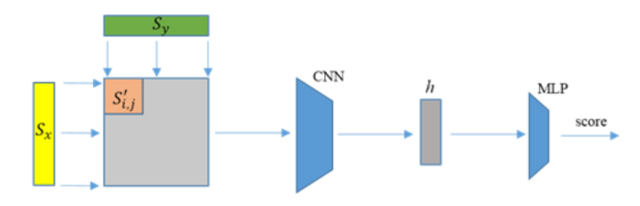 S_y
CNN
h
MLP
S'_{i,j}
S_x
score